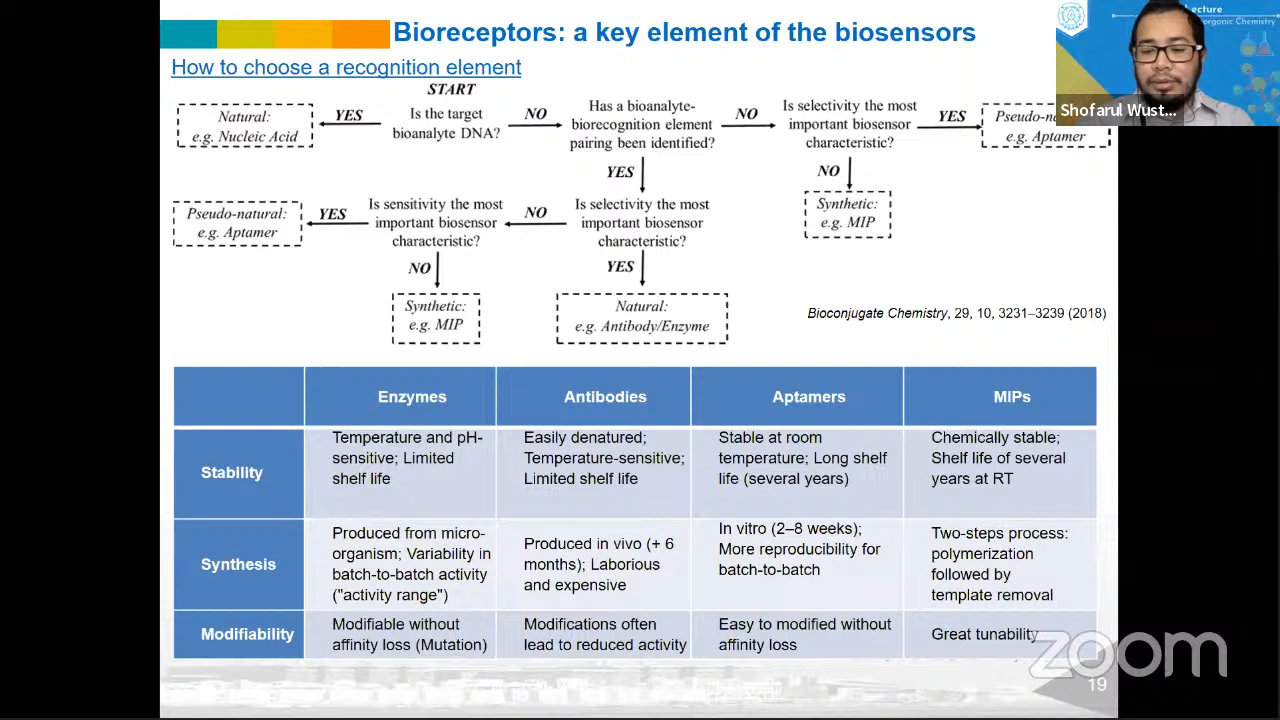 Bioreceptors: a key element of the biosensors
How to choose a recognition element
START
Natural:
e.g. Nucleic Acid
YES
Is the target
bioanalyte DNA?
NO
Has a bioanalyte-
biorecognition element
pairing been identified?
NO
Is selectivity the most
important biosensor
characteristic?
YES
e.g. Aptamer
YES
NO
Pseudo-natural:
e.g. Aptamer
YES
Is sensitivity the most
important biosensor
characteristic?
NO
Is selectivity the most
important biosensor
characteristic?
Synthetic:
e.g. MIP
NO
YES
Synthetic:
e.g. MIP
Natural:
e.g. Antibody/Enzyme
Bioconjugate Chemistry, 29, 10, 3231–3239 (2018)
Enzymes
Antibodies
Aptamers
MIPs
Stability
Temperature and pH-
sensitive; Limited
shelf life
Easily denatured;
Temperature-sensitive;
Limited shelf life
Stable at room
temperature; Long shelf
life (several years)
Chemically stable;
Shelf life of several
years at RT
Synthesis
Produced from micro-
organism; Variability in
batch-to-batch activity
("activity range")
Produced in vivo (+ 6
months); Laborious
and expensive
In vitro (2–8 weeks);
More reproducibility for
batch-to-batch
Two-steps process:
polymerization
followed by
template removal
Modifiability
Modifiable without
affinity loss (Mutation)
Modifications often
lead to reduced activity
Easy to modified without
affinity loss
Great tunability
zoom
19
Chemistry
Shofarul Wust...